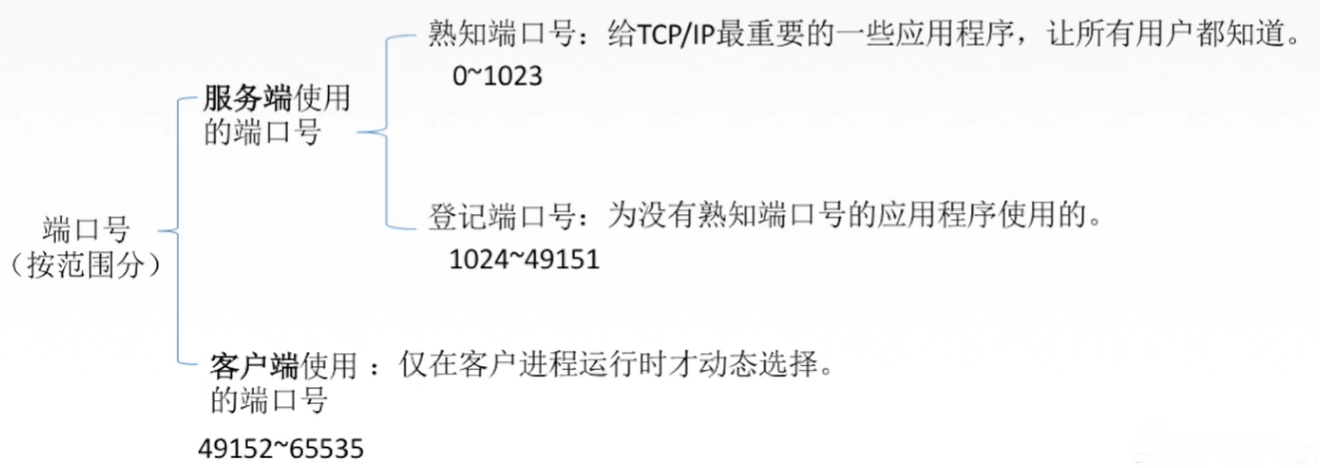 熟知端口号：给TCP/IP最重要的一些应用程序，让所有用户都知道。
0~1023
服务端使用
的端口号
登记端口号：为没有熟知端口号的应用程序使用的。
1024~49151
端口号
（按范围分）
客户端使用：仅在客户进程运行时才动态选择。
的端口号
49152~65535